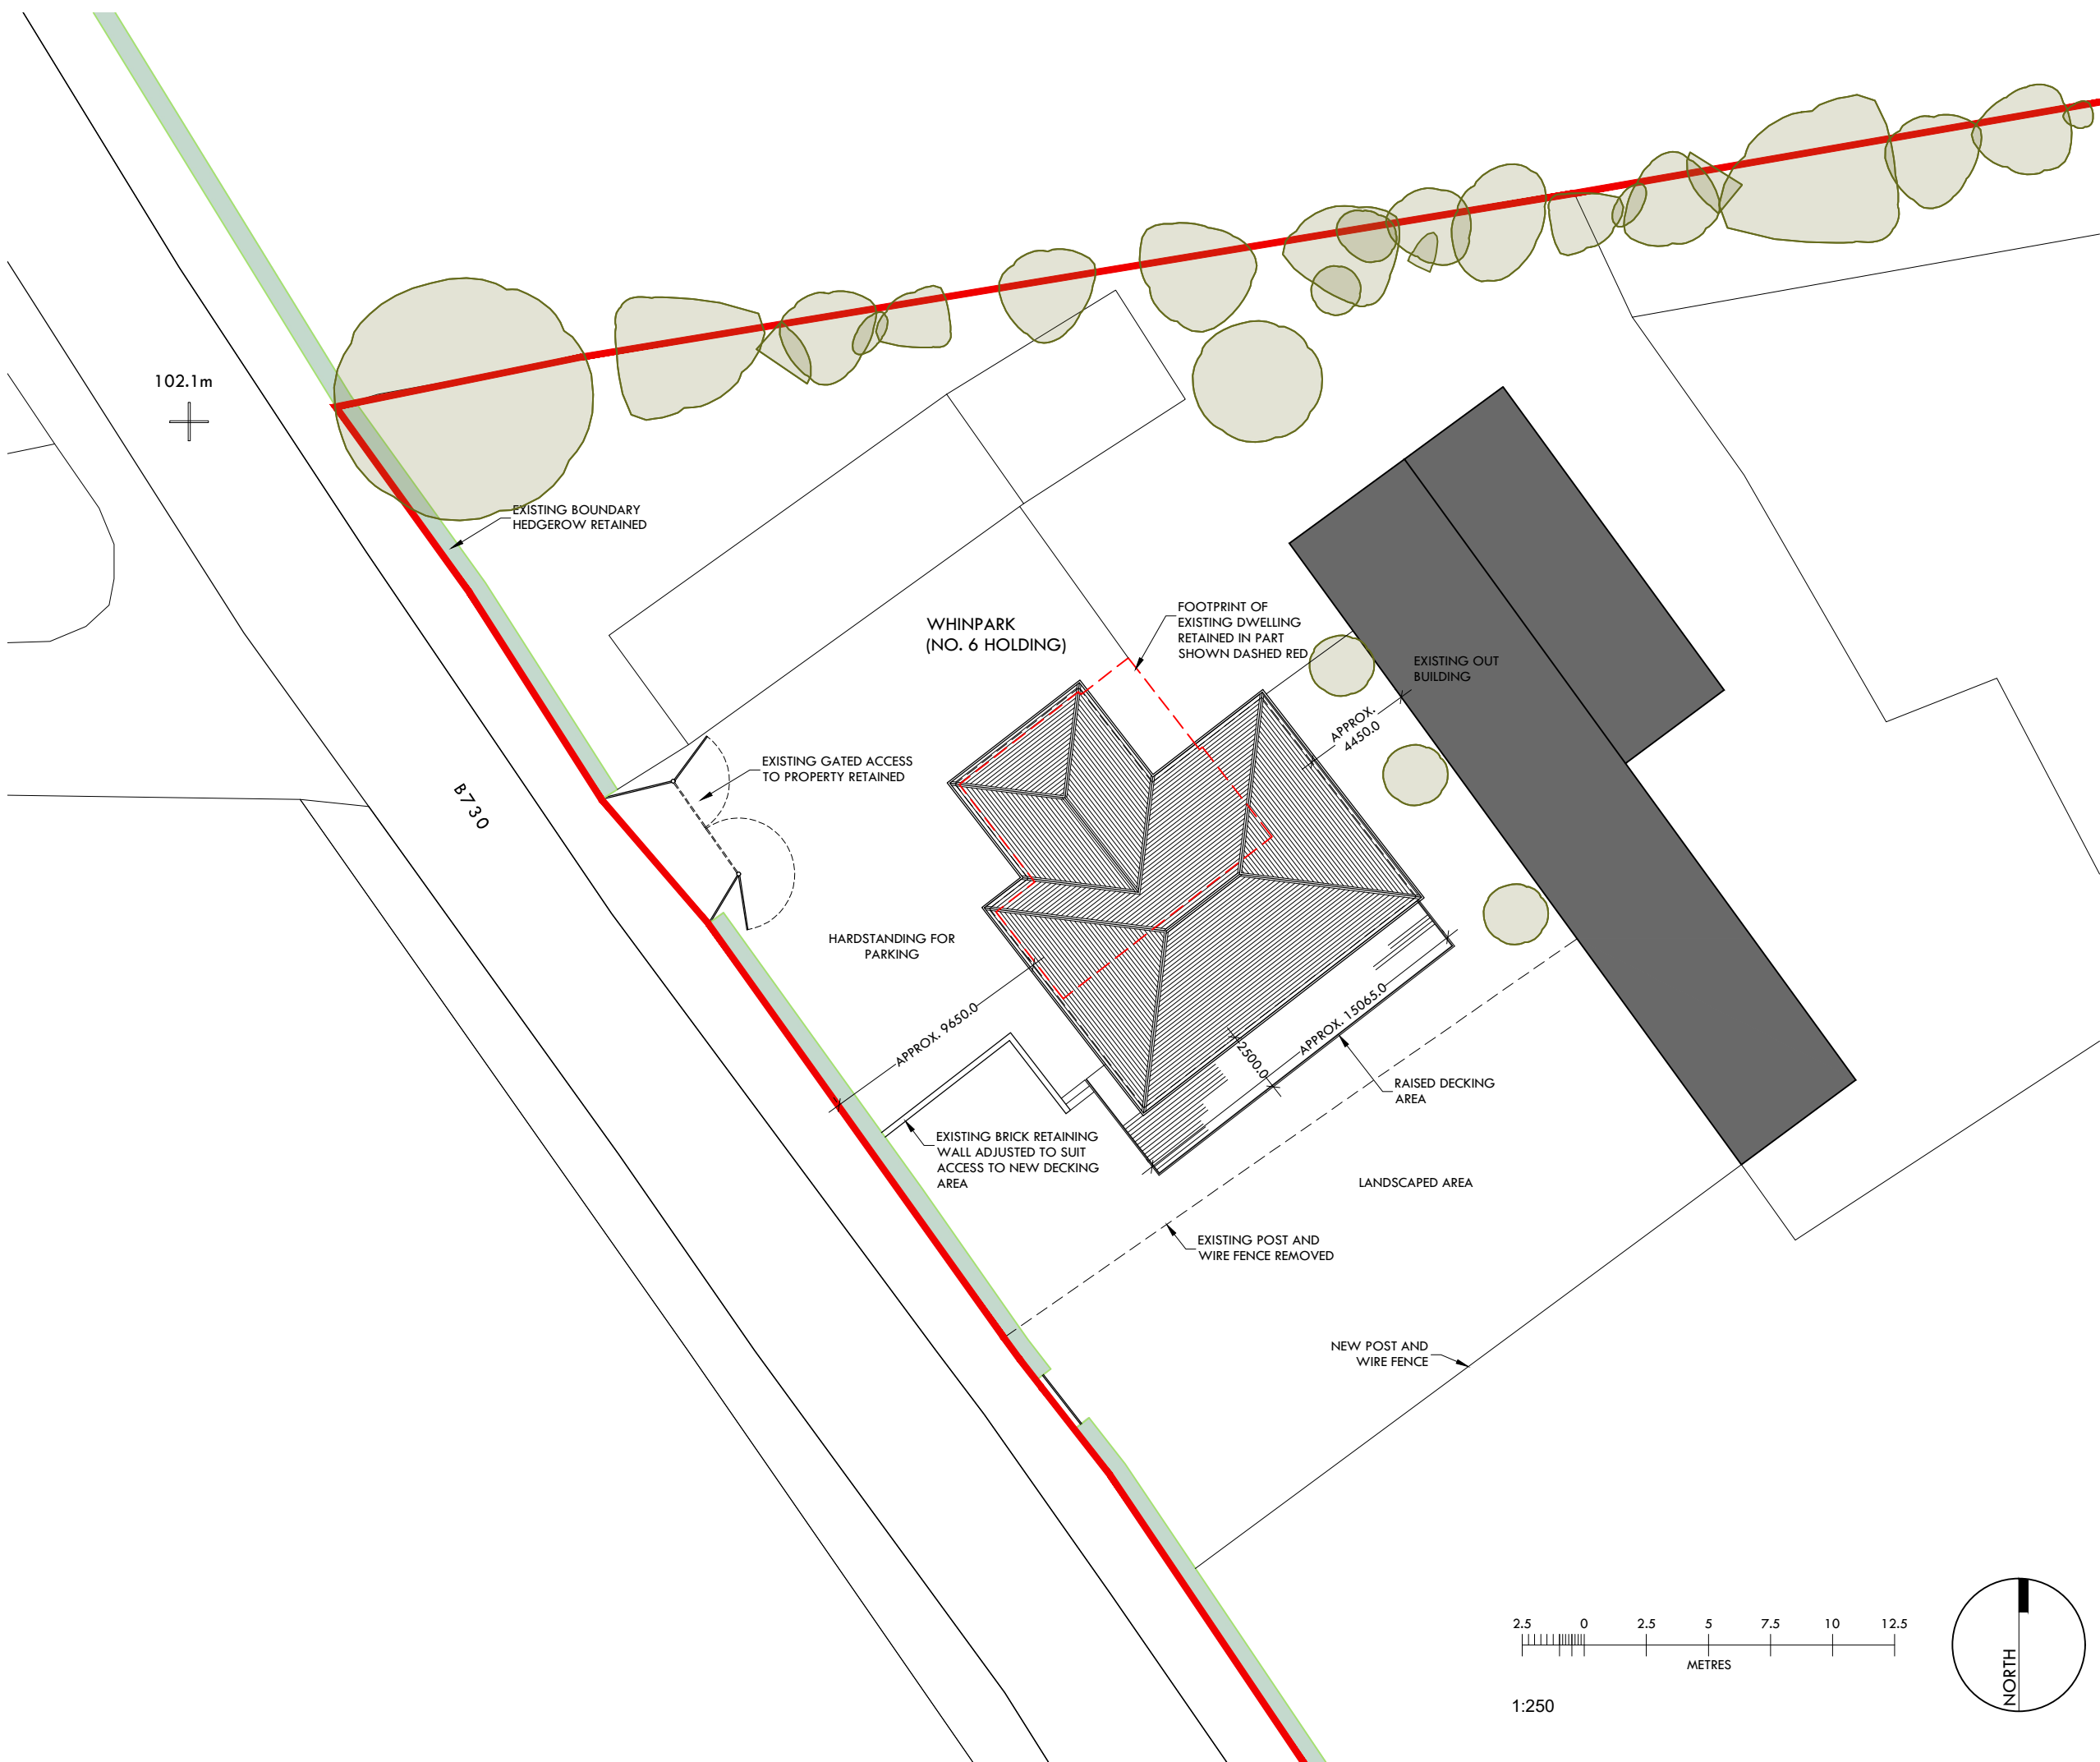 102.1m
EXISTING BOUNDARY
HEDGEROW RETAINED
WHINPARK
(NO. 6 HOLDING)
FOOTPRINT OF
EXISTING DWELLING
RETAINED IN PART
SHOWN DASHED RED
EXISTING OUT
BUILDING
APPROX.
4450.0
EXISTING GATED ACCESS
TO PROPERTY RETAINED
B730
HARDSTANDING FOR
PARKING
APPROX. 9650.0
2500.0
APPROX. 15065.0
RAISED DECKING
AREA
EXISTING BRICK RETAINING
WALL ADJUSTED TO SUIT
ACCESS TO NEW DECKING
AREA
LANDSCAPED AREA
EXISTING POST AND
WIRE FENCE REMOVED
NEW POST AND
WIRE FENCE
2.5 0 2.5 5 7.5 10 12.5
METRES
1:250
NORTH